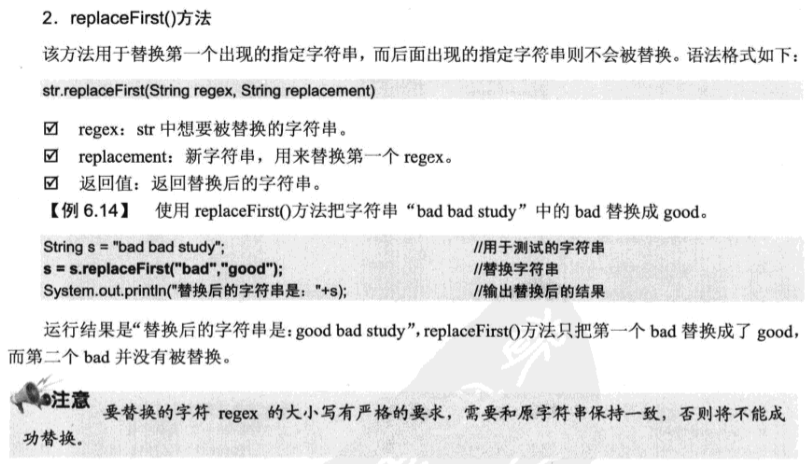 2．replaceFirst()方法
该方法用于替换第一个出现的指定字符串，而后面出现的指定字符串则不会被替换。语法格式如下：
str.replaceFirst(String regex, String replacement)
☑ regex：str 中想要被替换的字符串。
☑ replacement：新字符串，用来替换第一个 regex。
☑ 返回值：返回替换后的字符串。
【例 6.14】 使用 replaceFirst()方法把字符串“bad bad study”中的 bad 替换成 good。
String s = "bad bad study"; //用于测试的字符串
s = s.replaceFirst("bad","good"); //替换字符串
System.out.println("替换后的字符串是："+s); //输出替换后的结果
运行结果是“替换后的字符串是：good bad study”，replaceFirst()方法只把第一个 bad 替换成了 good，
而第二个 bad 并没有被替换。
注意
要替换的字符 regex 的大小写有严格的要求，需要和原字符串保持一致，否则将不能成
功替换。